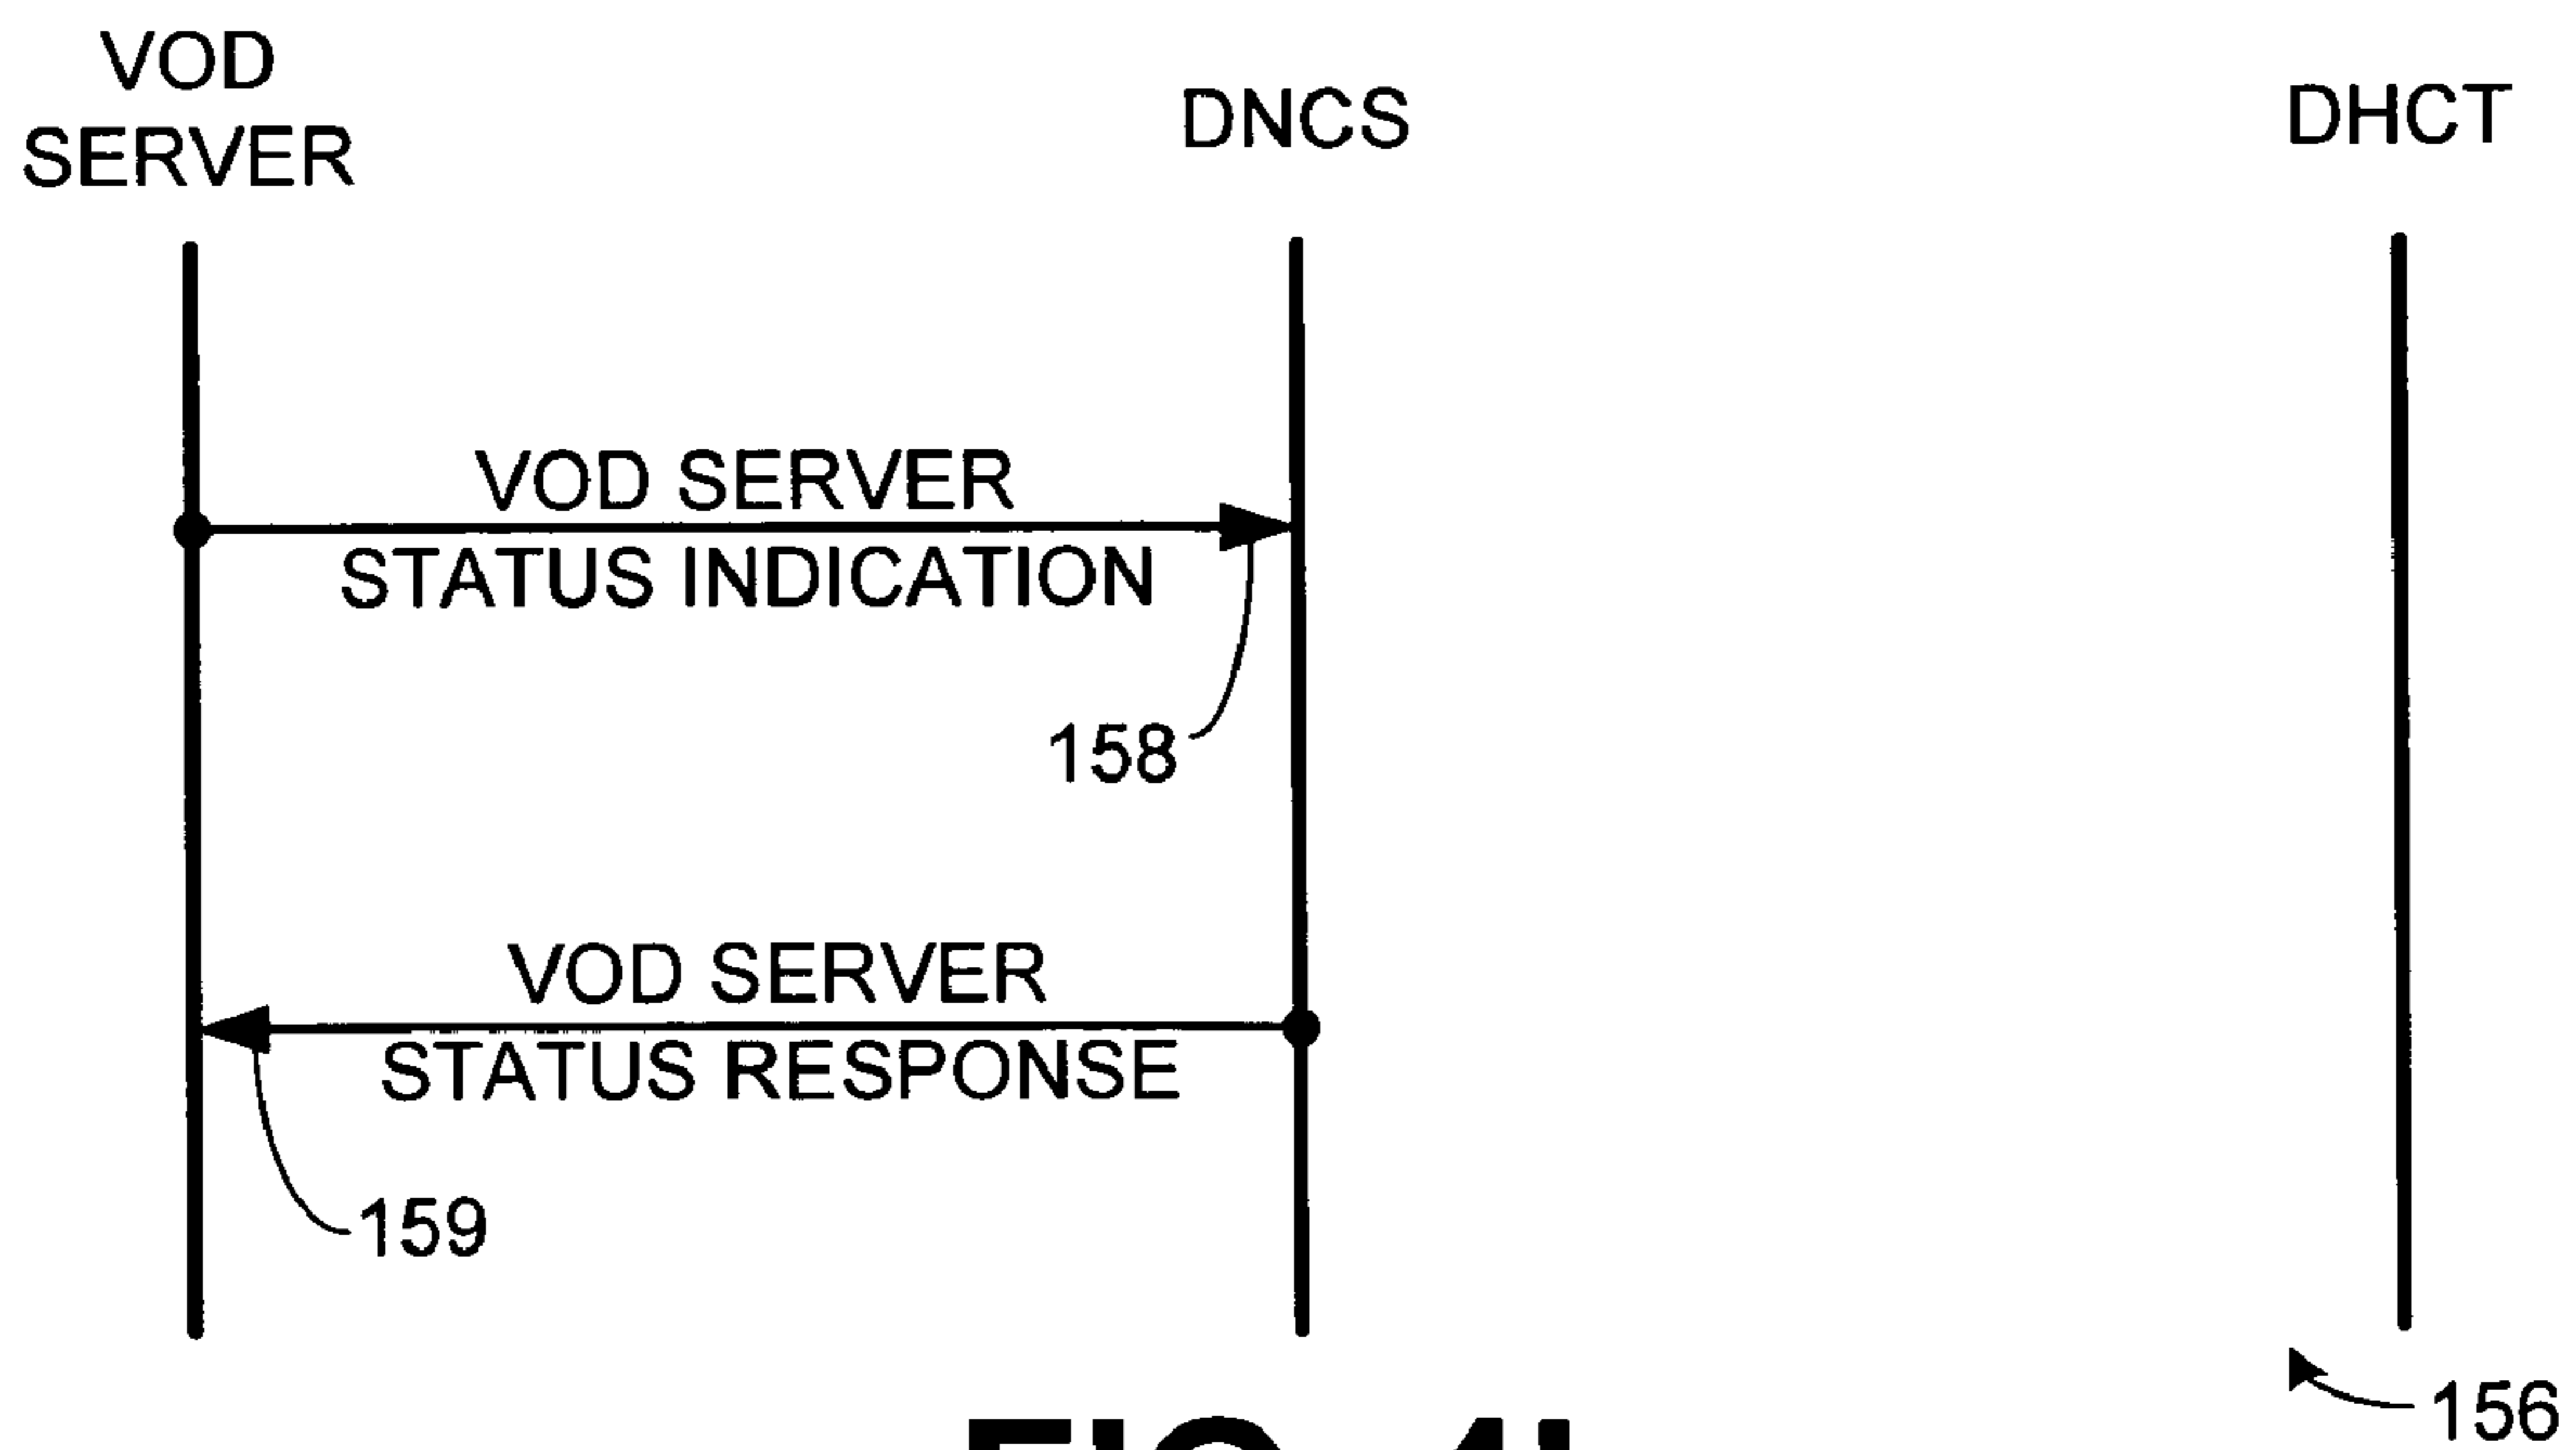 VOD
SERVER
DNCS
DHCT
VOD SERVER
STATUS INDICATION
158
VOD SERVER
STATUS RESPONSE
159
156